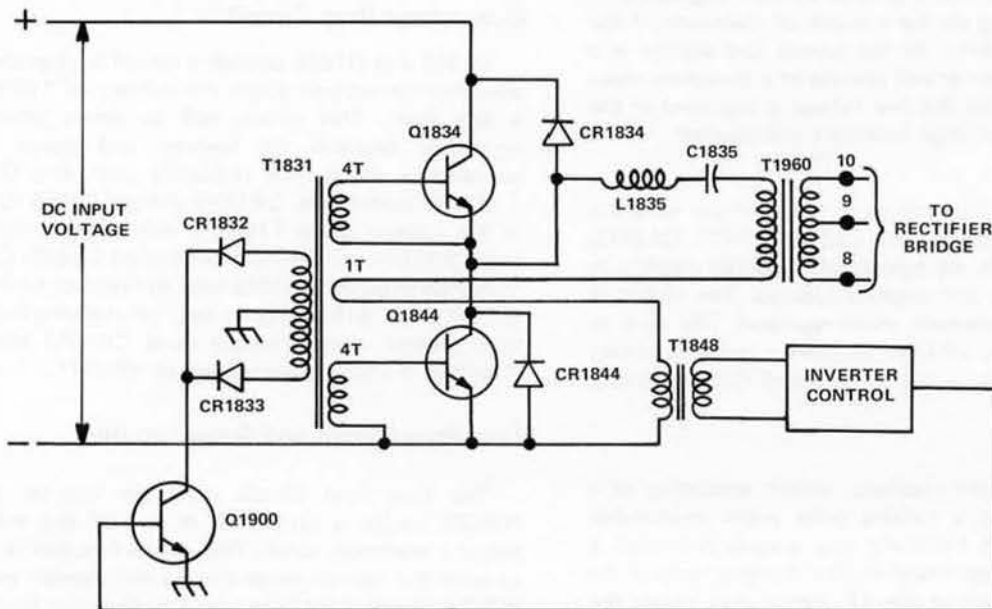 +
Q1834
CR1834
T1831
4T
C1835
T1960
10
L1835
DC INPUT
VOLTAGE
CR1832
9
TO
RECTIFIER
BRIDGE
1T
8
Q1844
4T
T1848
CR1833
CR1844
INVERTER
CONTROL
−
Q1900